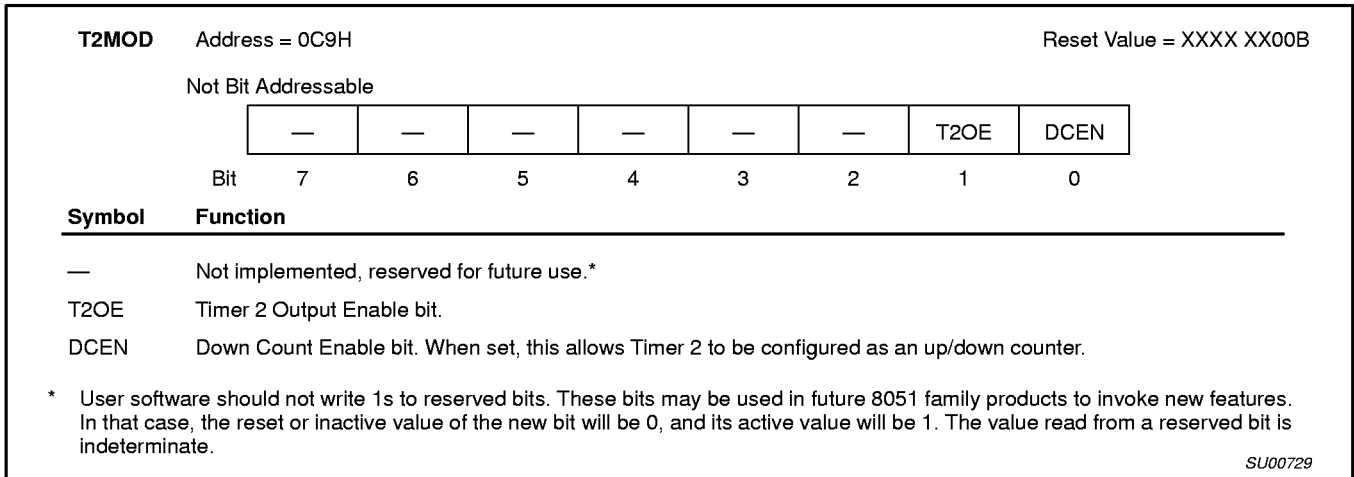 T2MOD Address = 0C9H Reset Value = XXXX XX00B
Not Bit Addressable
— — — — — — T2OE DCEN
Bit 7 6 5 4 3 2 1 0
Symbol Function
— Not implemented, reserved for future use.*
T2OE Timer 2 Output Enable bit.
DCEN Down Count Enable bit. When set, this allows Timer 2 to be configured as an up/down counter.
* User software should not write 1s to reserved bits. These bits may be used in future 8051 family products to invoke new features.
In that case, the reset or inactive value of the new bit will be 0, and its active value will be 1. The value read from a reserved bit is
indeterminate.
SU00729